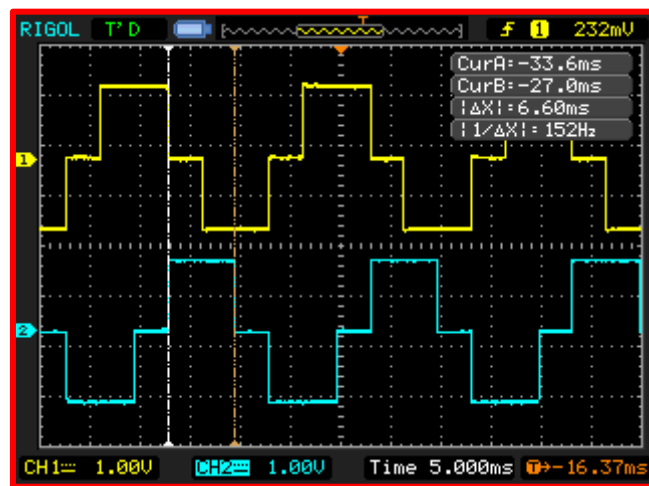 RIGOL T'D T 1 232mV
CurA=-33.6ms
CurB=-27.0ms
|ΔX|=6.60ms
|1/ΔX|=152Hz
1
2
CH1 1.00V CH2 1.00V Time 5.000ms T→-16.37ms